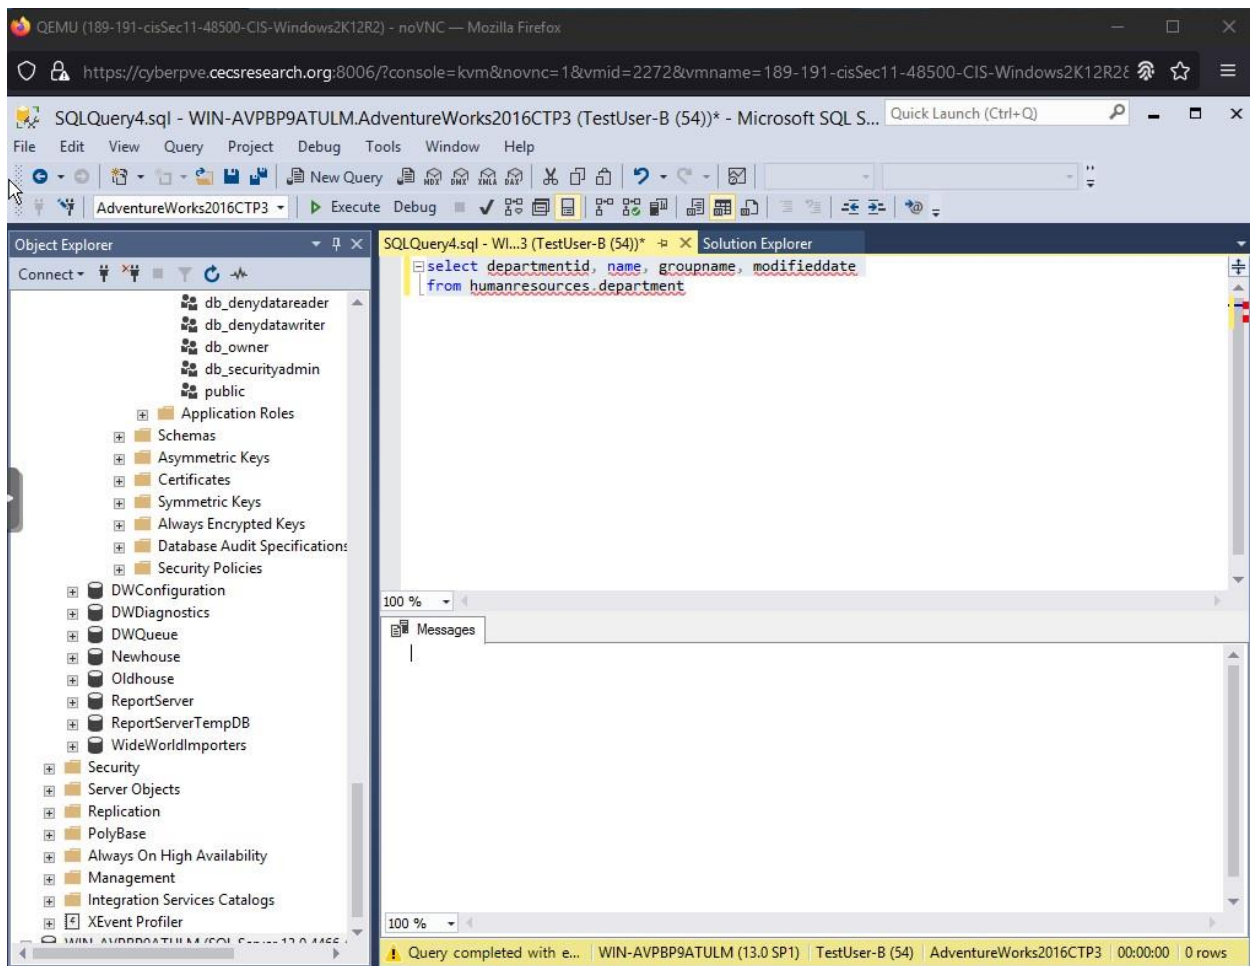 QEMU (189-191-cisSec11-48500-CIS-Windows2K12R2) - noVNC — Mozilla Firefox
https://cyberpve.cecsresearch.org:8006/?console=kvm&novnc=1&vmid=2272&vmname=189-191-cisSec11-48500-CIS-Windows2K12R2
SQLQuery4.sql - WIN-AVPBP9ATULM.AdventureWorks2016CTP3 (TestUser-B (54))* - Microsoft SQL S...
Quick Launch (Ctrl+Q)
File Edit View Query Project Debug Tools Window Help
New Query MDX DMX XMLA DAX
AdventureWorks2016CTP3 Execute Debug
Object Explorer
SQLQuery4.sql - WI...3 (TestUser-B (54))* Solution Explorer
Connect
select departmentid, name, groupname, modifieddate
from humanresources.department
db_denydatareader
db_denydatawriter
db_owner
db_securityadmin
public
Application Roles
Schemas
Asymmetric Keys
Certificates
Symmetric Keys
Always Encrypted Keys
Database Audit Specifications
Security Policies
DWConfiguration
DWDiagnostics
DWQueue
Newhouse
Oldhouse
ReportServer
ReportServerTempDB
WideWorldImporters
Security
Server Objects
Replication
PolyBase
Always On High Availability
Management
Integration Services Catalogs
XEvent Profiler
100 %
Messages
100 %
Query completed with e... WIN-AVPBP9ATULM (13.0 SP1) TestUser-B (54) AdventureWorks2016CTP3 00:00:00 0 rows